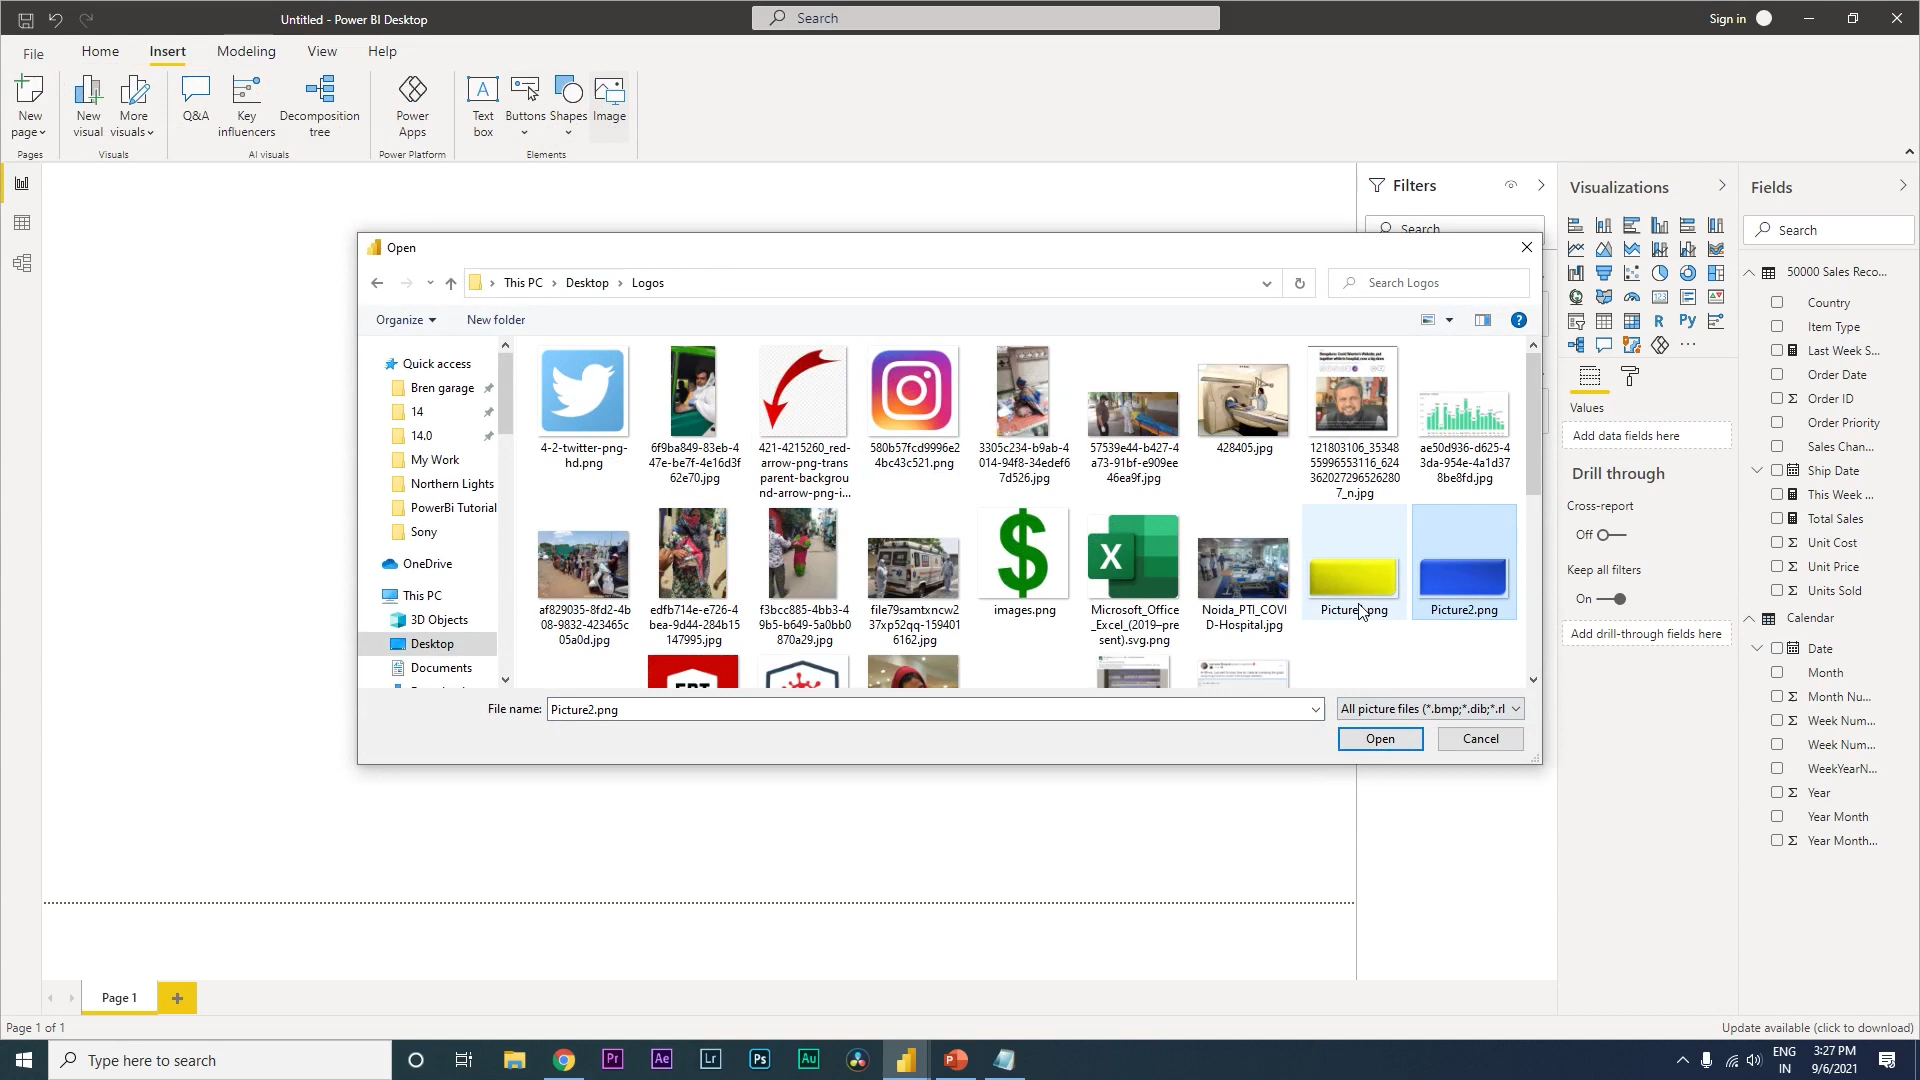 Untitled - Power BI Desktop
Search
Sign in
File
Home
Insert
Modeling
View
Help
New
page
New
visual
More
visuals
Q&A
Key
influencers
Decomposition
tree
Power
Apps
Text
box
Buttons
Shapes
Image
Pages
Visuals
AI visuals
Power Platform
Elements
Filters
Search
Visualizations
Fields
Search
Open
This PC
Desktop
Logos
Search Logos
Organize
New folder
Quick access
Bren garage
14
14.0
My Work
Northern Lights
PowerBi Tutorial
Sony
OneDrive
This PC
3D Objects
Desktop
Documents
4-2-twitter-png-
hd.png
6f9ba849-83eb-4
47e-be7f-4e16d3f
62e70.jpg
421-4215260_red-
arrow-png-trans
parent-backgrou
nd-arrow-png-i...
580b57fcd9996e2
4bc43c521.png
3305c234-b9ab-4
014-94f8-34edef6
7d526.jpg
57539e44-b427-4
a73-91bf-e909ee
46ea9f.jpg
428405.jpg
121803106_35348
55996553116_624
362027296526280
7_n.jpg
ae50d936-d625-4
3da-954e-4a1d37
8be8fd.jpg
af829035-8fd2-4b
08-9832-423465c
05a0d.jpg
edfb714e-e726-4
bea-9d44-284b15
147995.jpg
f3bcc885-4bb3-4
9b5-b649-5a0bb0
870a29.jpg
file79samtxncw2
37xp52qq-159401
6162.jpg
images.png
Microsoft_Office
_Excel_(2019–pre
sent).svg.png
Noida_PTI_COVI
D-Hospital.jpg
Picture2.png
File name:
Picture2.png
All picture files (*.bmp;*.dib;*.rl
Open
Cancel
Values
Add data fields here
Drill through
Cross-report
Off
Keep all filters
On
Add drill-through fields here
50000 Sales Reco...
Country
Item Type
Last Week S...
Order Date
Order ID
Order Priority
Sales Chan...
Ship Date
This Week ...
Total Sales
Unit Cost
Unit Price
Units Sold
Calendar
Date
Month
Month Nu...
Week Num...
Week Num...
WeekYearN...
Year
Year Month
Year Month...
Page 1
Page 1 of 1
Update available (click to download)
Type here to search
Pr
Ae
Lr
Ps
Au
ENG
IN
3:27 PM
9/6/2021